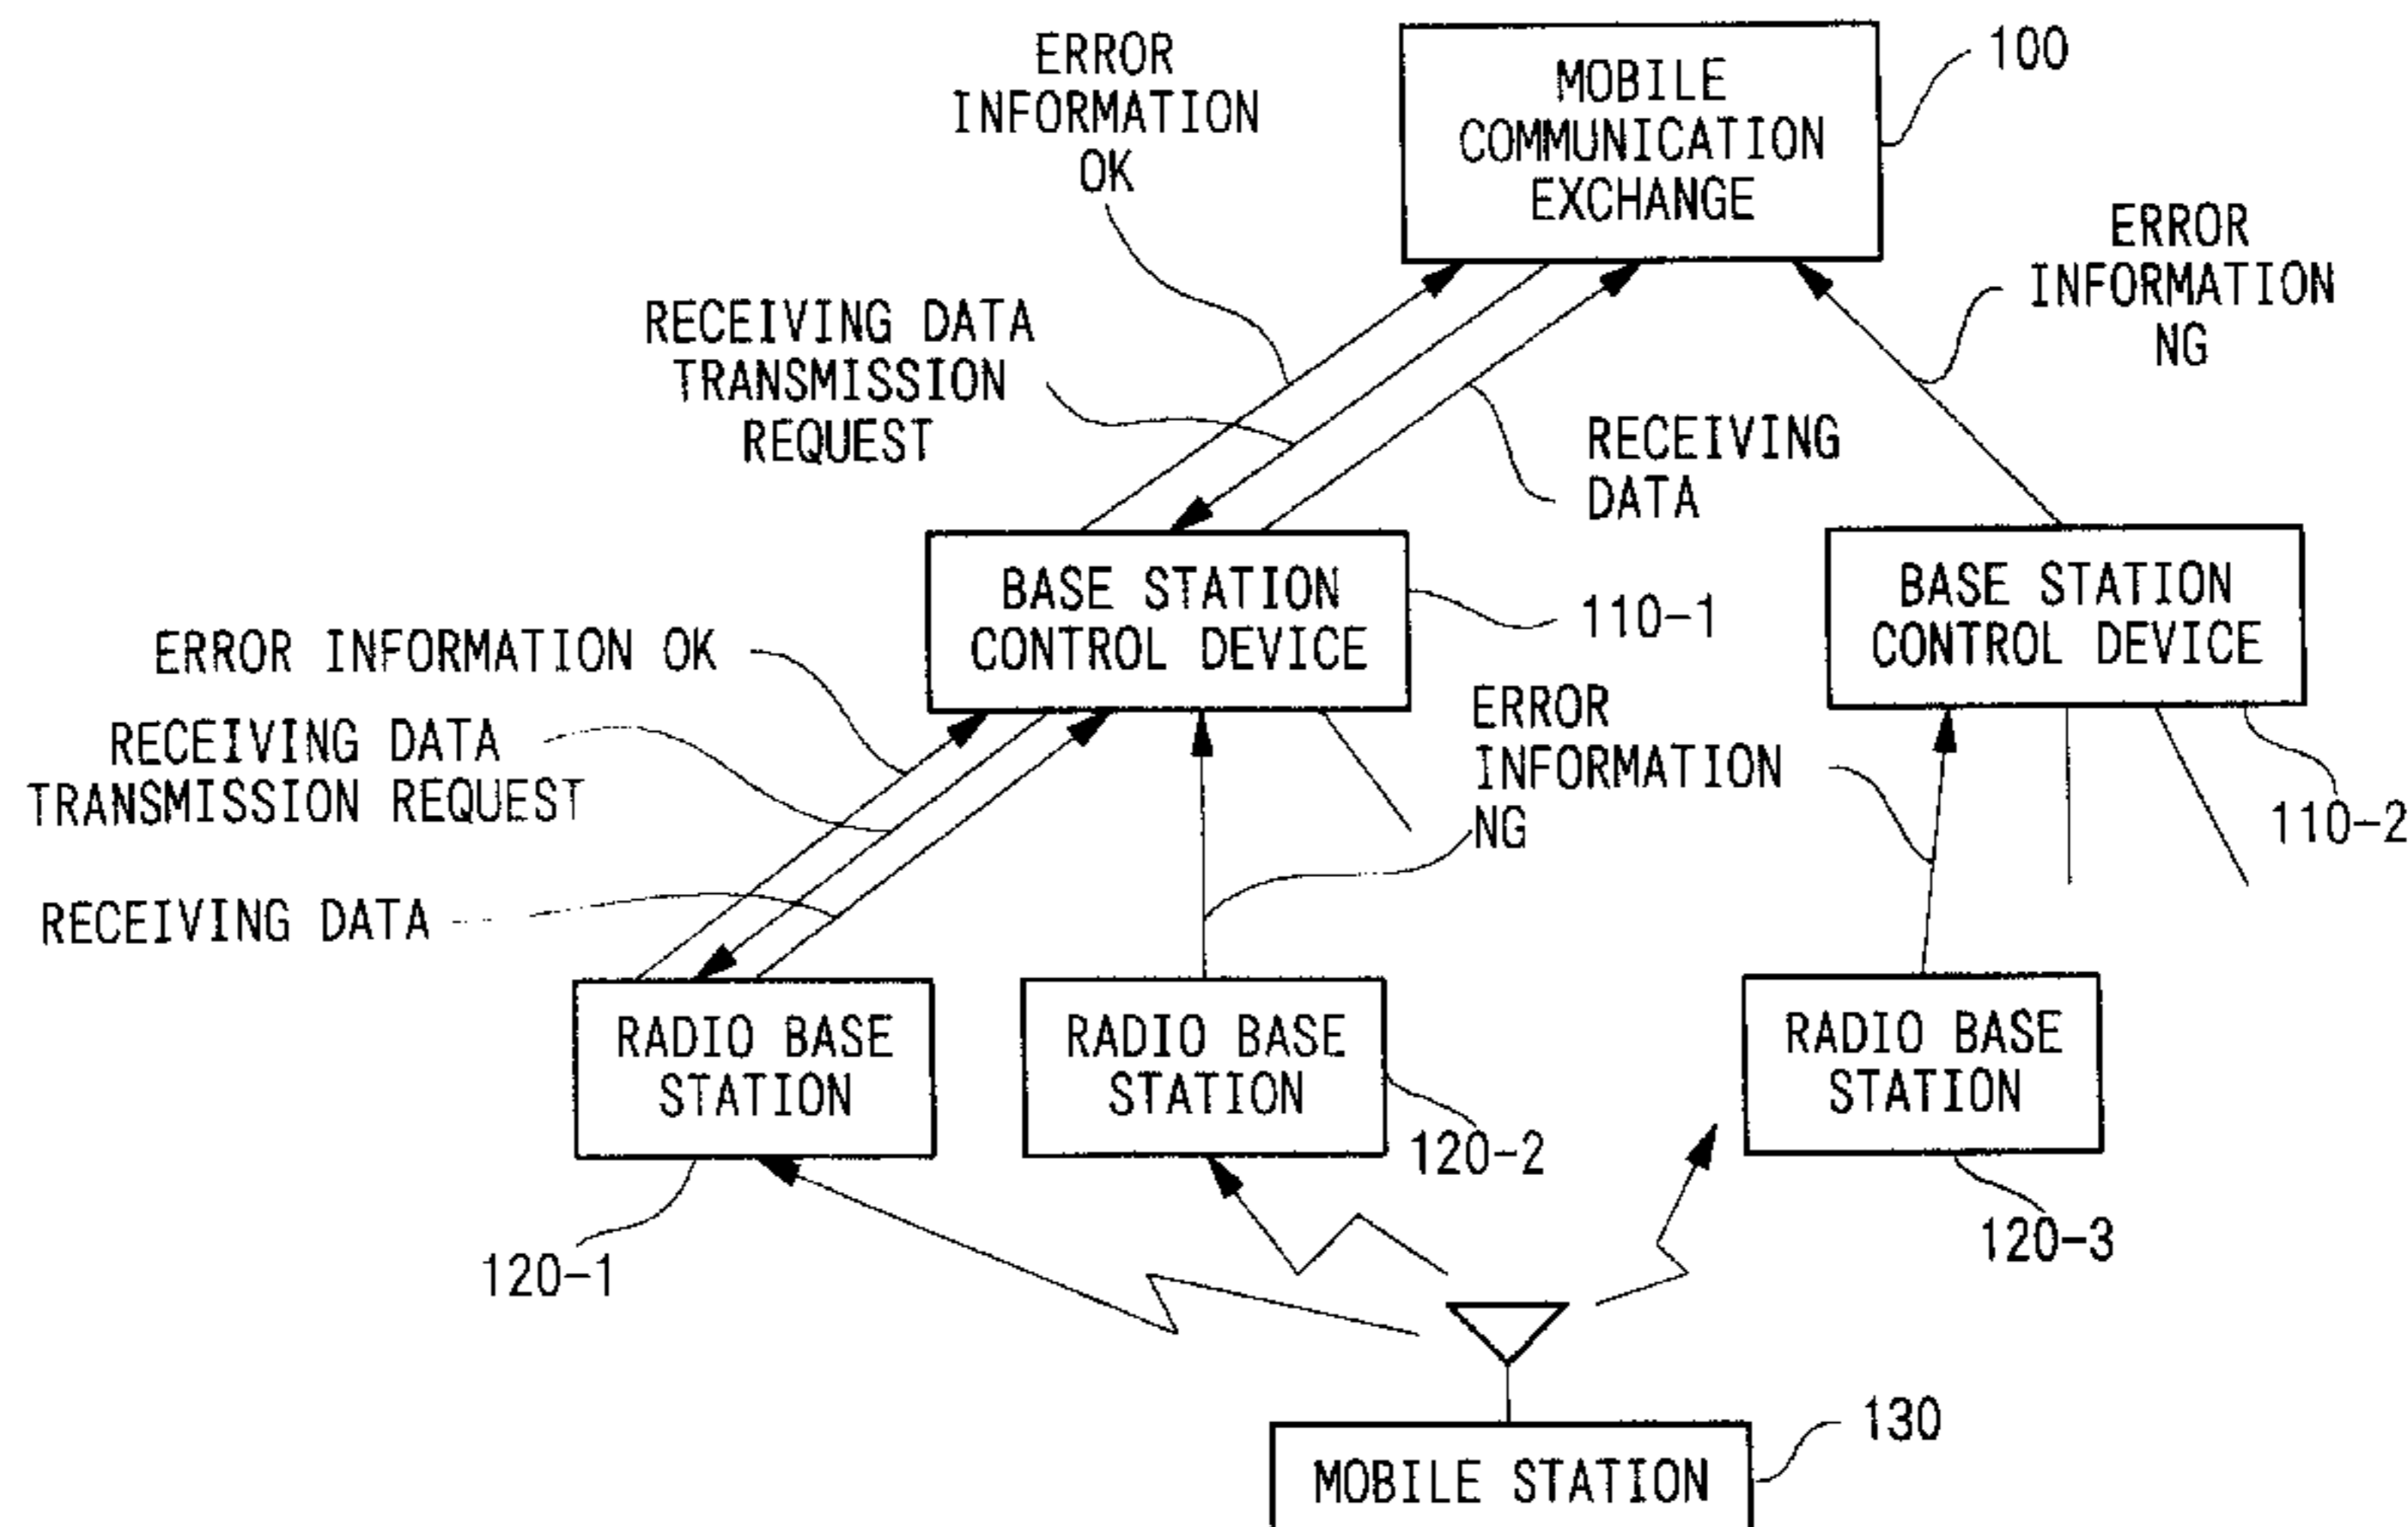 ERROR
INFORMATION
OK
MOBILE
COMMUNICATION
EXCHANGE
100
ERROR
INFORMATION
NG
RECEIVING DATA
TRANSMISSION
REQUEST
RECEIVING
DATA
BASE STATION
CONTROL DEVICE
110-1
BASE STATION
CONTROL DEVICE
110-2
ERROR INFORMATION OK
RECEIVING DATA
TRANSMISSION REQUEST
RECEIVING DATA
ERROR
INFORMATION
NG
RADIO BASE
STATION
120-1
RADIO BASE
STATION
120-2
RADIO BASE
STATION
120-3
MOBILE STATION
130